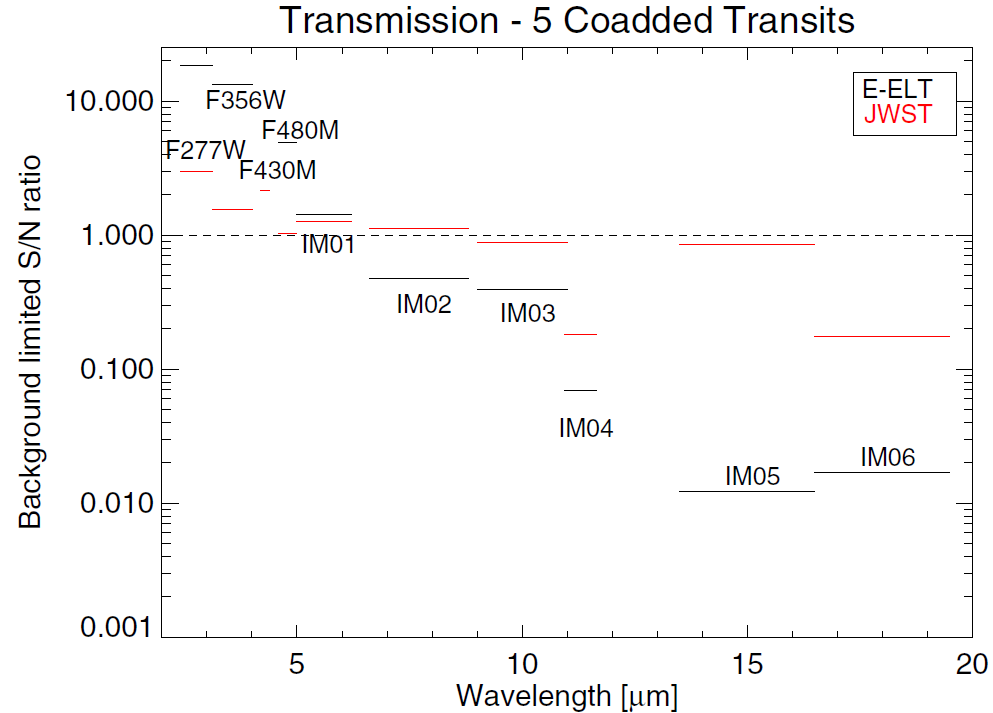 Transmission - 5 Coadded Transits
Background limited S/N ratio
10.000
1.000
0.100
0.010
0.001
F356W
F480M
F277W
F430M
IM01
IM02
IM03
IM04
IM05
IM06
E-ELT
JWST
5
10
15
20
Wavelength [μm]